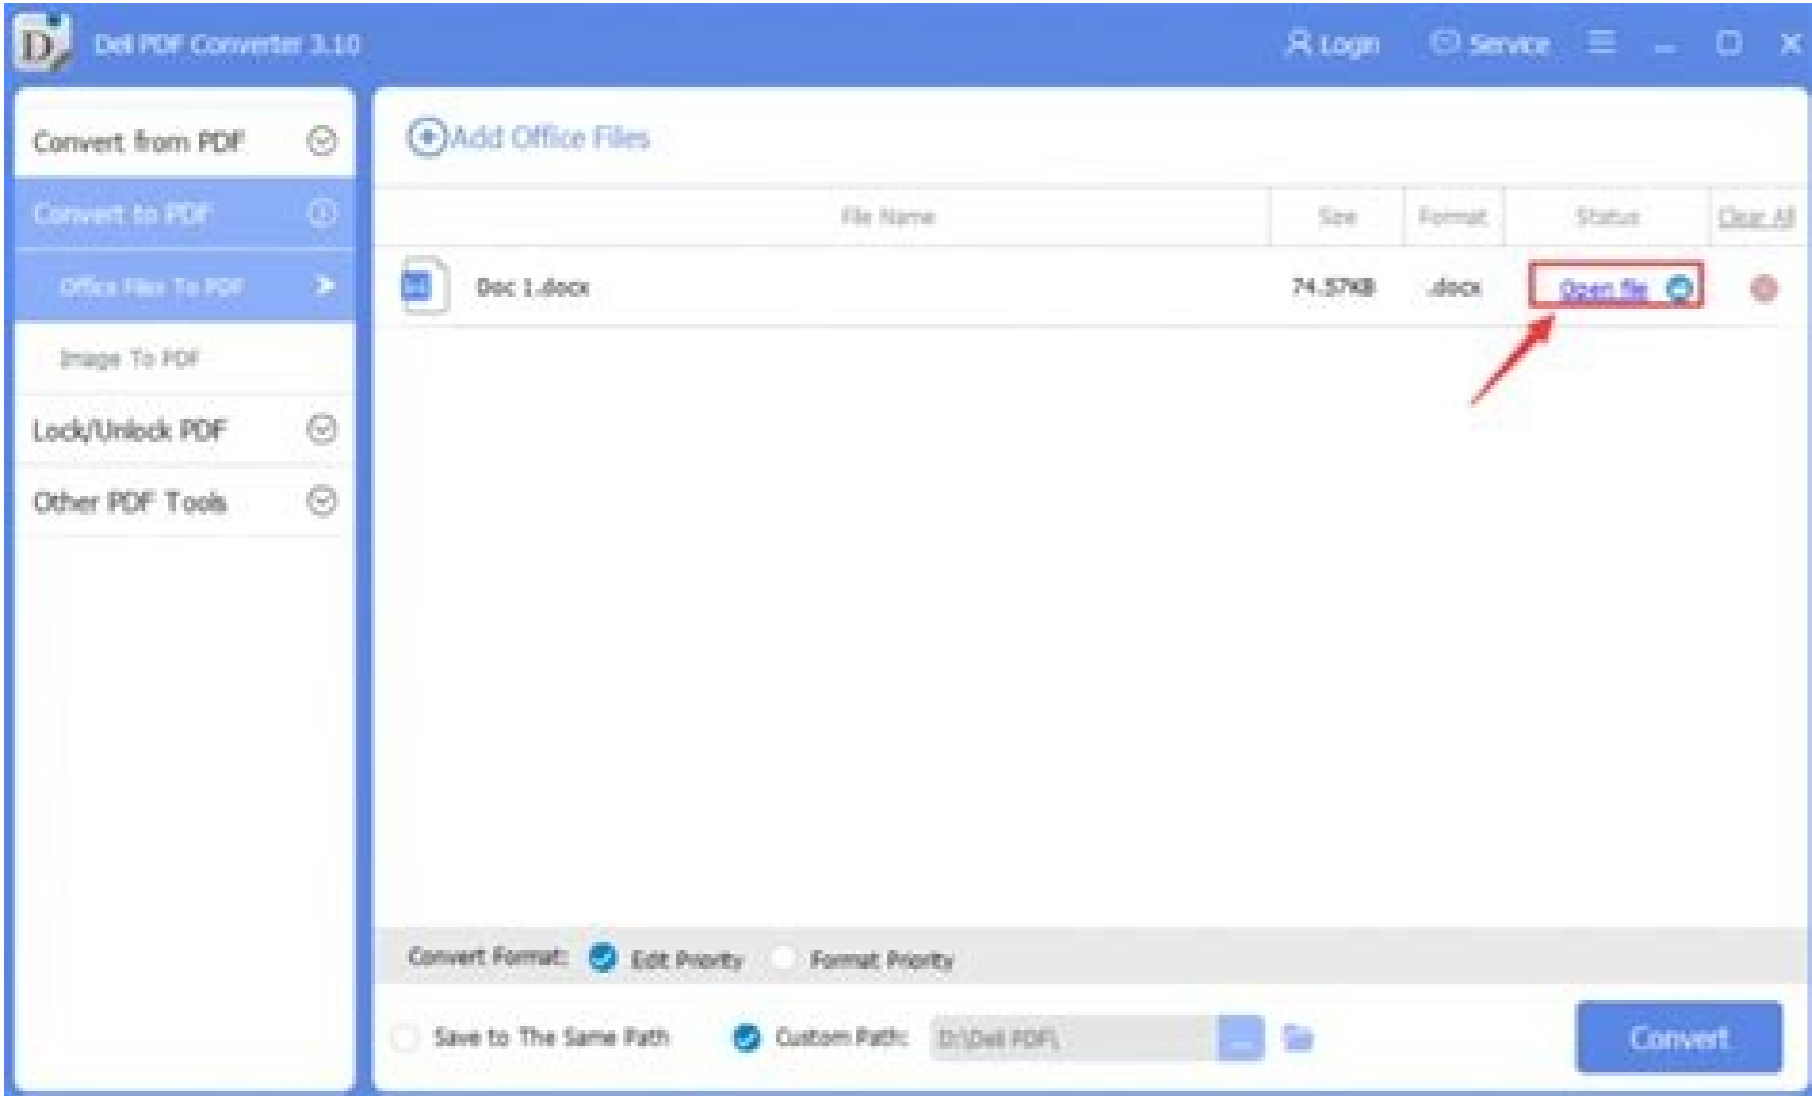 Deli PDF Converter 3.10
Login Service
Convert from PDF
Convert to PDF
Office Files To PDF
Image To PDF
Lock/Unlock PDF
Other PDF Tools
Add Office Files
File Name Size Format Status Clear All
Doc 1.docx 74.57KB .docx Open file
Convert Format: Edit Priority Format Priority
Save to The Same Path Custom Path: D:\Deli PDF\ ... Convert